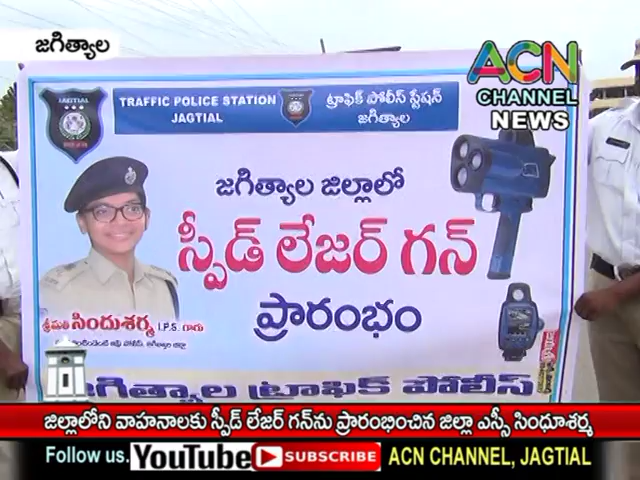 జగిత్యాల
ACN
CHANNEL
NEWS
JAGTIAL
TRAFFIC POLICE STATION
JAGTIAL
ట్రాఫిక్ పోలీస్ స్టేషన్
జగిత్యాల
జగిత్యాల జిల్లాలో
స్పీడ్ లేజర్ గన్
ప్రారంభం
శ్రీమతి సింధుశర్మ I.P.S. గారు
జగిత్యాల ట్రాఫిక్ పోలీస్
జిల్లాలోని వాహనాలకు స్పీడ్ లేజర్ గన్‌ను ప్రారంభించిన జిల్లా ఎస్పీ సింధూశర్మ
Follow us. YouTube SUBSCRIBE ACN CHANNEL, JAGTIAL